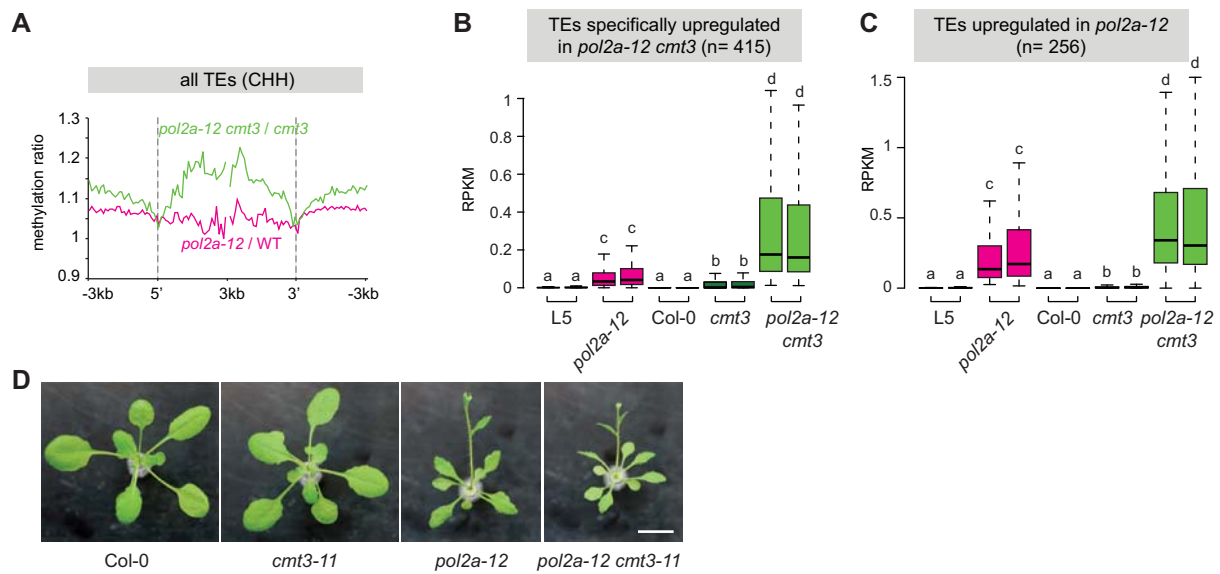 A
all TEs (CHH)
methylation ratio
1.3
1.2
1.1
1
0.9
pol2a-12 cmt3 / cmt3
pol2a-12 / WT
-3kb
5'
3kb
3'
-3kb
B
TEs specifically upregulated
in pol2a-12 cmt3 (n= 415)
RPKM
1
0.8
0.6
0.4
0.2
0
a
a
c
c
a
a
b
b
d
d
L5
pol2a-12
Col-0
cmt3
pol2a-12
cmt3
C
TEs upregulated in pol2a-12
(n= 256)
RPKM
1.5
1
0.5
0
a
a
c
c
a
a
b
b
d
d
L5
pol2a-12
Col-0
cmt3
pol2a-12
cmt3
D
Col-0
cmt3-11
pol2a-12
pol2a-12 cmt3-11